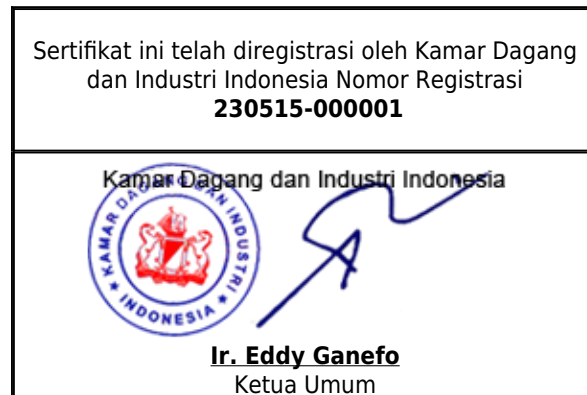 Sertifikat ini telah diregistrasi oleh Kamar Dagang
dan Industri Indonesia Nomor Registrasi
230515-000001
Kamar Dagang dan Industri Indonesia
KAMAR DAGANG DAN INDUSTRI
INDONESIA
Ir. Eddy Ganefo
Ketua Umum